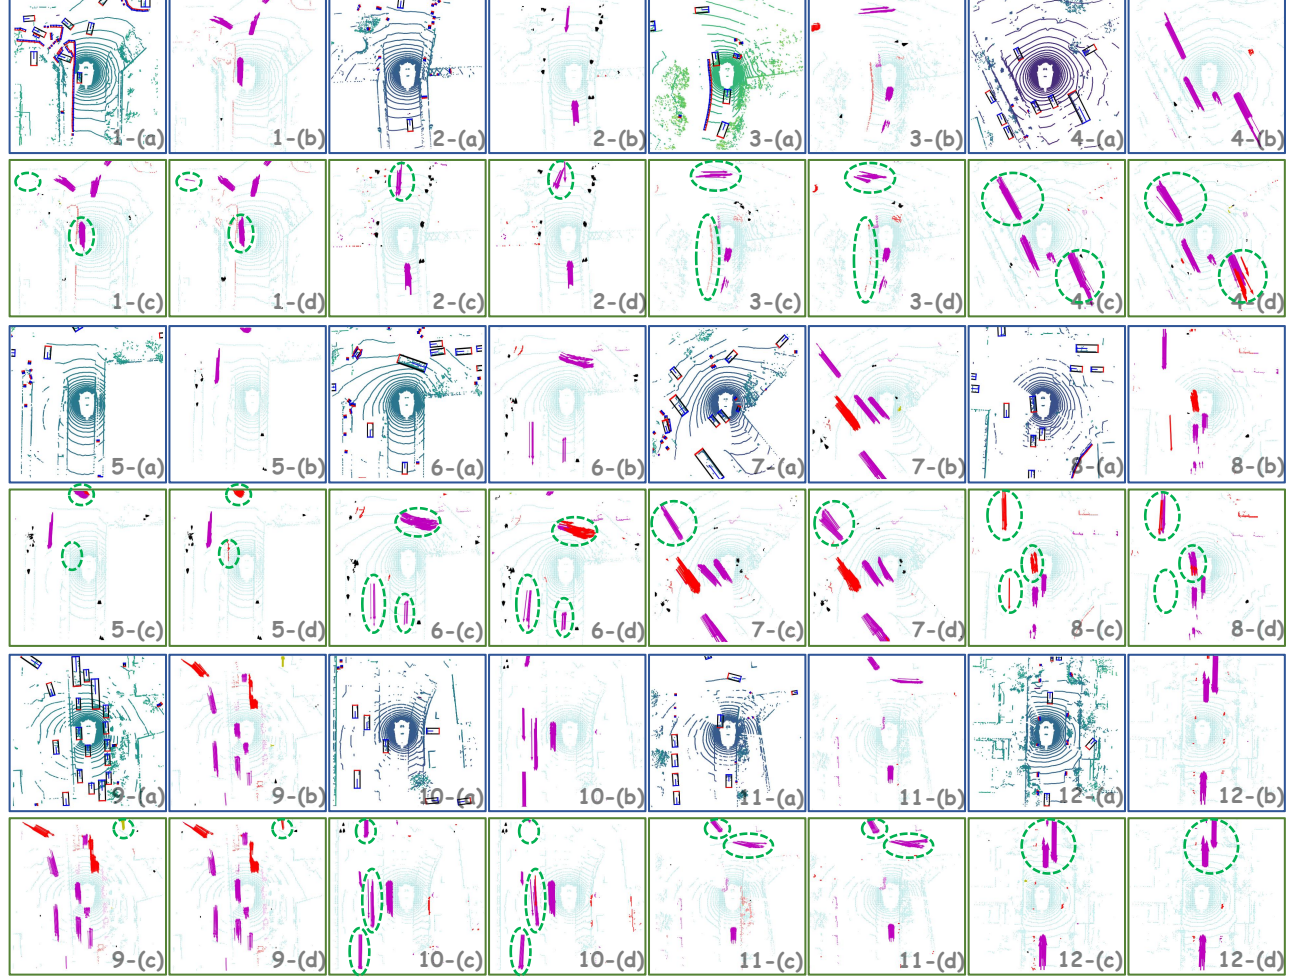 1-(a) 1-(b) 2-(a) 2-(b) 3-(a) 3-(b) 4-(a) 4-(b)
1-(c) 1-(d) 2-(c) 2-(d) 3-(c) 3-(d) 4-(c) 4-(d)
5-(a) 5-(b) 6-(a) 6-(b) 7-(a) 7-(b) 8-(a) 8-(b)
5-(c) 5-(d) 6-(c) 6-(d) 7-(c) 7-(d) 8-(c) 8-(d)
9-(a) 9-(b) 10-(a) 10-(b) 11-(a) 11-(b) 12-(a) 12-(b)
9-(c) 9-(d) 10-(c) 10-(d) 11-(c) 11-(d) 12-(c) 12-(d)